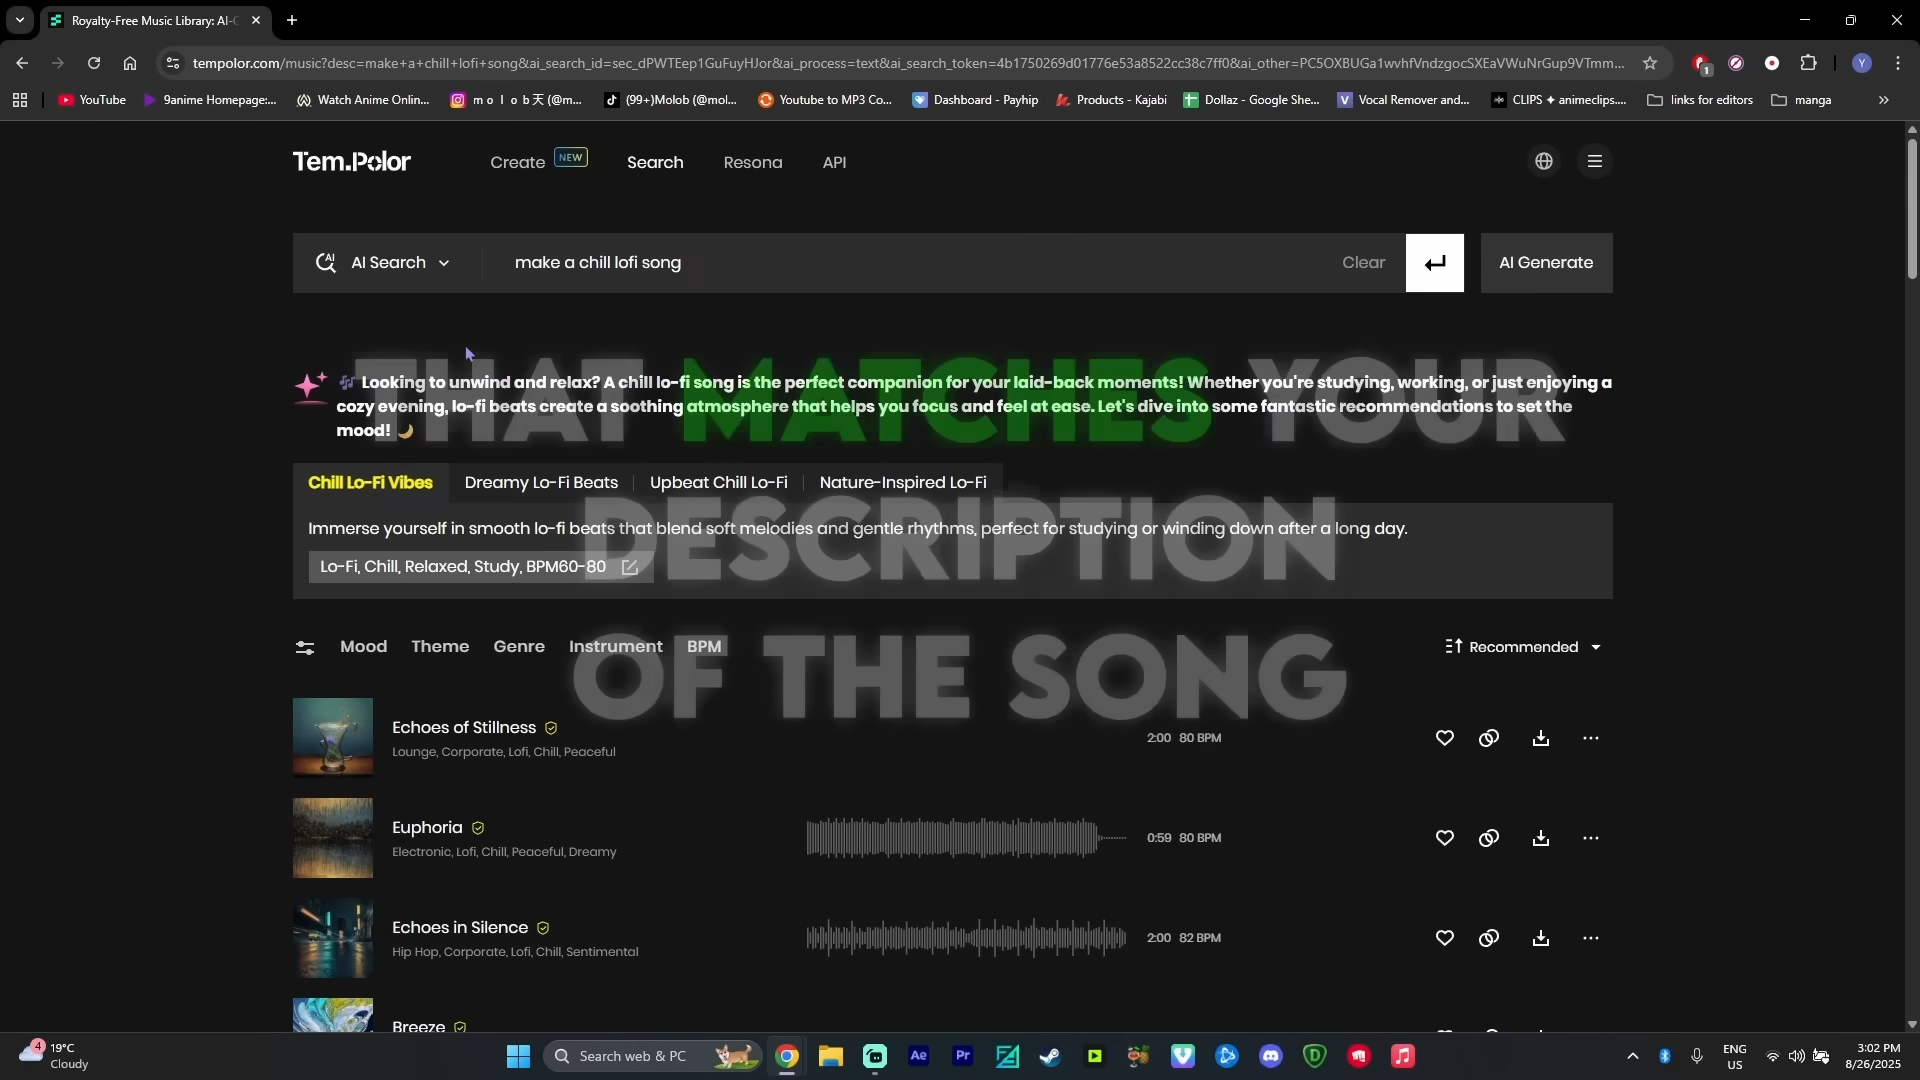 Royalty-Free Music Library: AI-C
tempolor.com/music?desc=make+a+chill+lofi+song&ai_search_id=sec_dPWTEep1GuFuyHJor&ai_process=text&ai_search_token=4b1750269d01776e53a8522cc38c7ff0&ai_other=PC5OXBUGa1wvhfVndzgocSXEaVWuNrGup9VTmm...
1
Y
YouTube
9anime Homepage:...
Watch Anime Onlin...
m o l o b天 (@m...
(99+)Molob (@mol...
Youtube to MP3 Co...
Dashboard - Payhip
Products - Kajabi
Dollaz - Google She...
Vocal Remover and...
CLIPS ✦ animeclips....
links for editors
manga
Tem.Polor
Create
NEW
Search
Resona
API
AI Search
make a chill lofi song
Clear
AI Generate
THAT MATCHES YOUR
DESCRIPTION
OF THE SONG
🎶 Looking to unwind and relax? A chill lo-fi song is the perfect companion for your laid-back moments! Whether you're studying, working, or just enjoying a
cozy evening, lo-fi beats create a soothing atmosphere that helps you focus and feel at ease. Let's dive into some fantastic recommendations to set the
mood! 🌙
Chill Lo-Fi Vibes
Dreamy Lo-Fi Beats
Upbeat Chill Lo-Fi
Nature-Inspired Lo-Fi
Immerse yourself in smooth lo-fi beats that blend soft melodies and gentle rhythms, perfect for studying or winding down after a long day.
Lo-Fi, Chill, Relaxed, Study, BPM60-80
Mood
Theme
Genre
Instrument
BPM
Recommended
Echoes of Stillness
Lounge, Corporate, Lofi, Chill, Peaceful
2:00 80 BPM
Euphoria
Electronic, Lofi, Chill, Peaceful, Dreamy
0:59 80 BPM
Echoes in Silence
Hip Hop, Corporate, Lofi, Chill, Sentimental
2:00 82 BPM
Breeze
4
19°C
Cloudy
Search web & PC
Ae
Pr
ENG
US
3:02 PM
8/26/2025